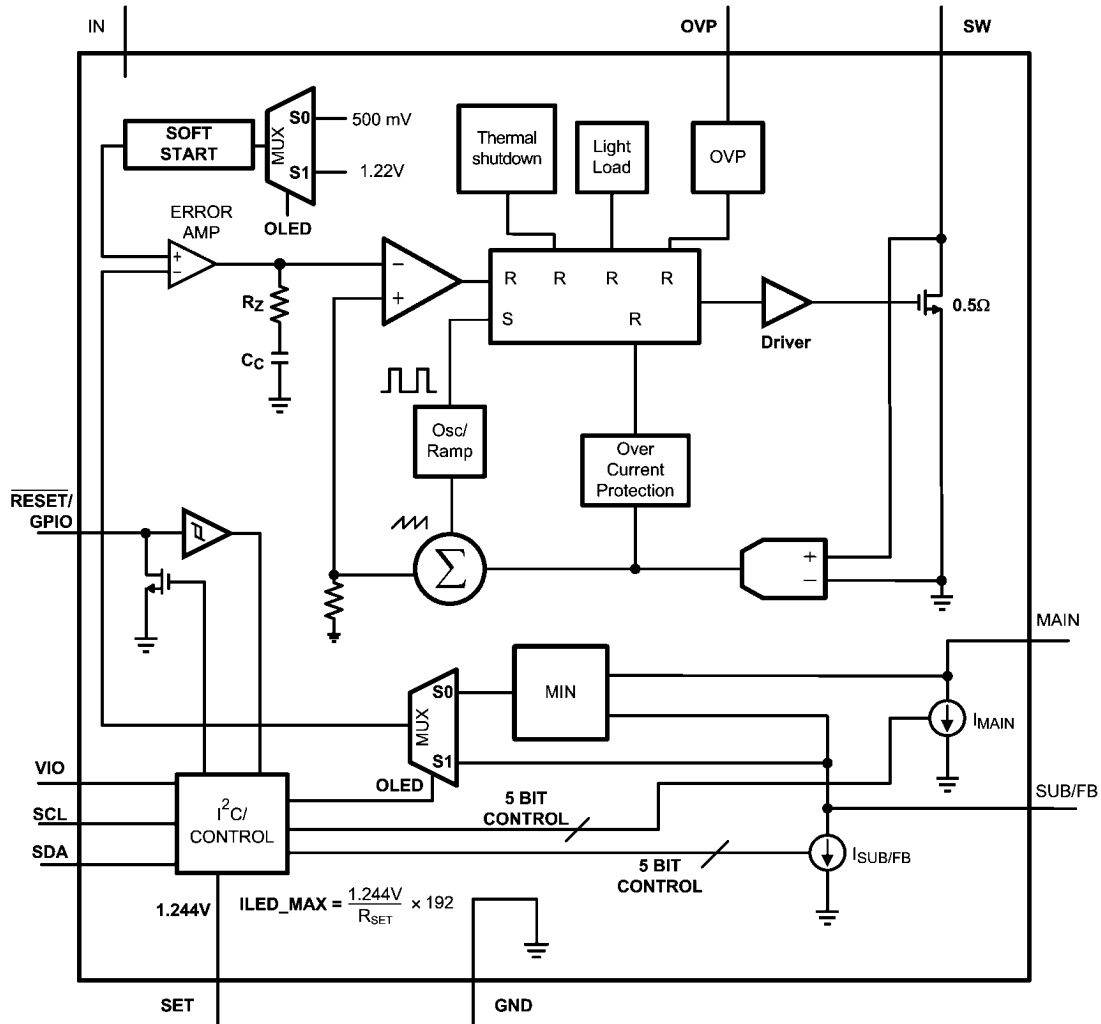 IN
OVP
SW
S0
500 mV
SOFT
START
MUX
S1
1.22V
OLED
Thermal
shutdown
Light
Load
OVP
ERROR
AMP
+
−
RZ
CC
−
+
R R R R
S R
Driver
0.5Ω
Osc/
Ramp
Over
Current
Protection
RESET/
GPIO
Σ
+
−
MAIN
MIN
S0
MUX
S1
OLED
IMAIN
VIO
SCL
SDA
I2C/
CONTROL
5 BIT
CONTROL
SUB/FB
5 BIT
CONTROL
ISUB/FB
1.244V
ILED_MAX = 1.244V / RSET × 192
SET
GND